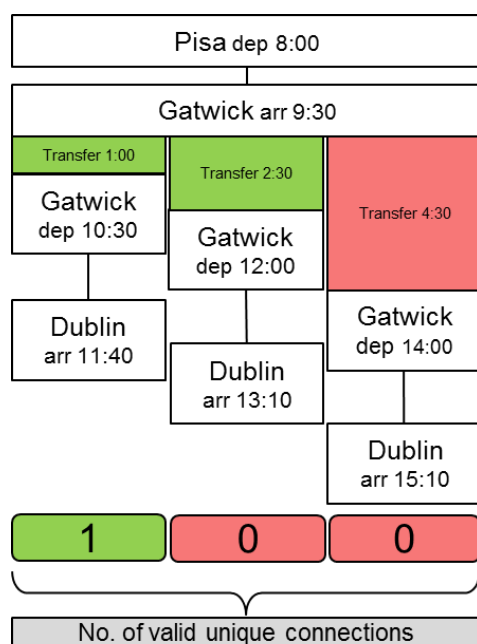 Pisa dep 8:00
Gatwick arr 9:30
Transfer 1:00
Transfer 2:30
Transfer 4:30
Gatwick
dep 10:30
Gatwick
dep 12:00
Gatwick
dep 14:00
Dublin
arr 11:40
Dublin
arr 13:10
Dublin
arr 15:10
1
0
0
No. of valid unique connections